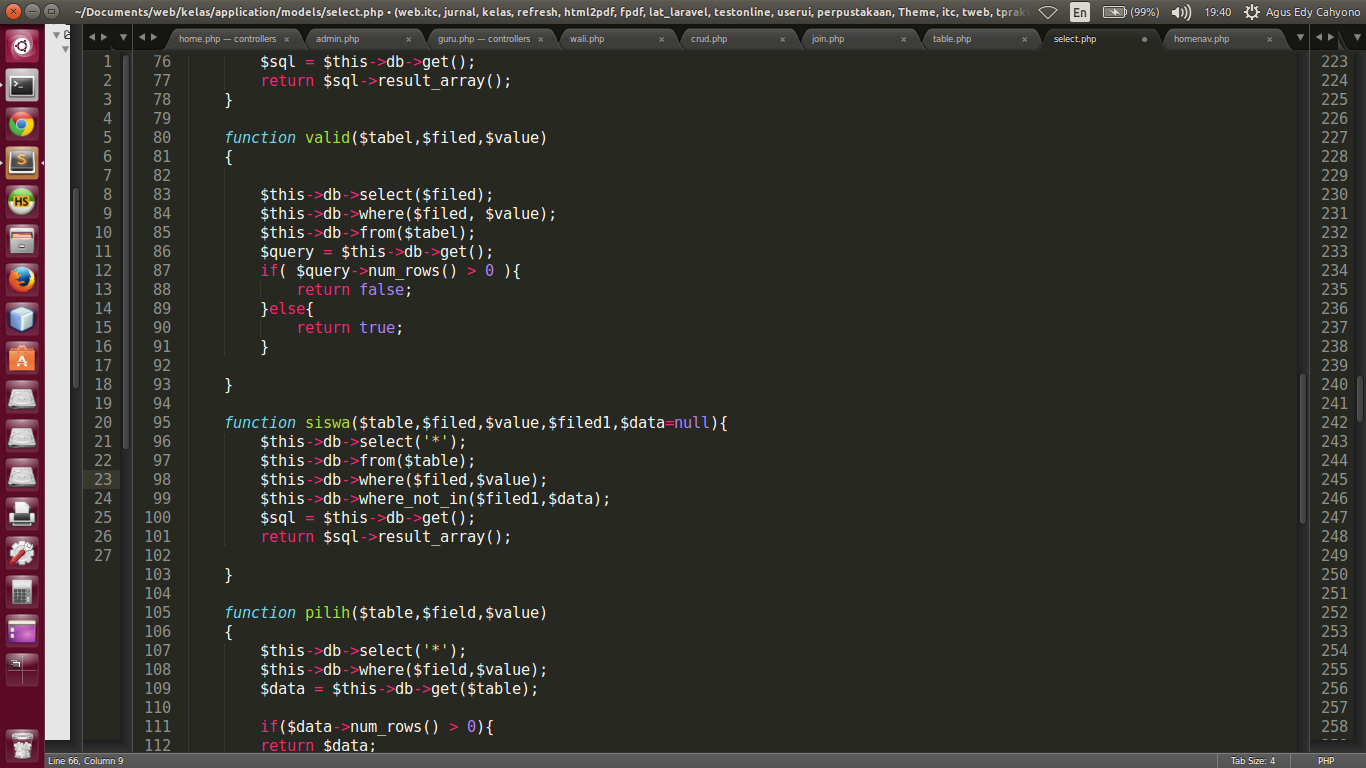 ~/Documents/web/kelas/application/models/select.php • (web.itc, jurnal, kelas, refresh, html2pdf, fpdf, lat_laravel, testonline, userui, perpustakaan, Theme, itc, tweb, tprak
En (99%) 19:40 Agus Edy Cahyono
home.php — controllers × admin.php × guru.php — controllers × wali.php × crud.php × join.php × table.php × select.php • homenav.php ×
1 76 $sql = $this->db->get(); 223
2 77 return $sql->result_array(); 224
3 78 } 225
4 79 226
5 80 function valid($tabel,$filed,$value) 227
6 81 { 228
7 82 229
8 83 $this->db->select($filed); 230
9 84 $this->db->where($filed, $value); 231
10 85 $this->db->from($tabel); 232
11 86 $query = $this->db->get(); 233
12 87 if( $query->num_rows() > 0 ){ 234
13 88 return false; 235
14 89 }else{ 236
15 90 return true; 237
16 91 } 238
17 92 239
18 93 } 240
19 94 241
20 95 function siswa($table,$filed,$value,$filed1,$data=null){ 242
21 96 $this->db->select('*'); 243
22 97 $this->db->from($table); 244
23 98 $this->db->where($filed,$value); 245
24 99 $this->db->where_not_in($filed1,$data); 246
25 100 $sql = $this->db->get(); 247
26 101 return $sql->result_array(); 248
27 102 249
103 } 250
104 251
105 function pilih($table,$field,$value) 252
106 { 253
107 $this->db->select('*'); 254
108 $this->db->where($field,$value); 255
109 $data = $this->db->get($table); 256
110 257
111 if($data->num_rows() > 0){ 258
112 return $data;
Line 66, Column 9 Tab Size: 4 PHP